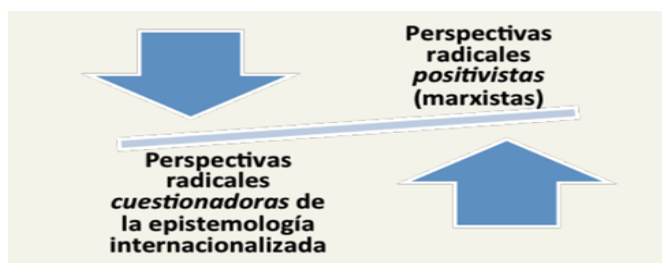 Perspectivas
radicales
positivistas
(marxistas)
Perspectivas
radicales
cuestionadoras de
la epistemología
internacionalizada